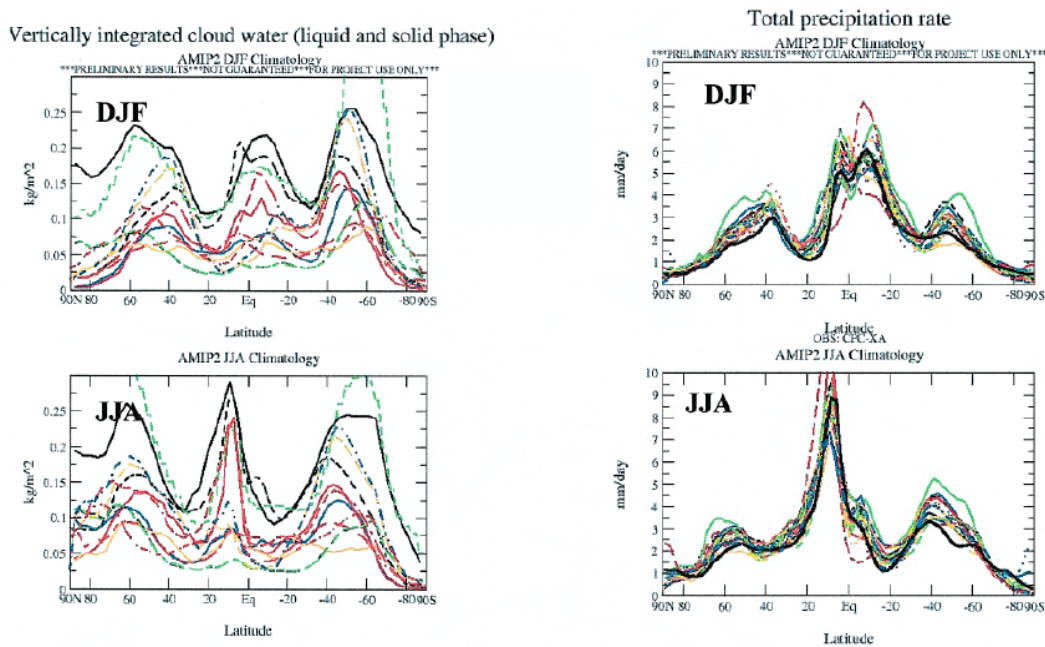 Vertically integrated cloud water (liquid and solid phase)
AMIP2 DJF Climatology
***PRELIMINARY RESULTS***NOT GUARANTEED***FOR PROJECT USE ONLY***
DJF
0.25
0.2
0.15
0.1
0.05
0
kg/m^2
90N 80 60 40 20 Eq -20 -40 -60 -80 90S
Latitude
AMIP2 JJA Climatology
JJA
0.25
0.2
0.15
0.1
0.05
0
kg/m^2
90N 80 60 40 20 Eq -20 -40 -60 -80 90S
Latitude
Total precipitation rate
AMIP2 DJF Climatology
***PRELIMINARY RESULTS***NOT GUARANTEED***FOR PROJECT USE ONLY***
DJF
10
9
8
7
6
5
4
3
2
1
0
mm/day
90N 80 60 40 20 Eq -20 -40 -60 -80 90S
Latitude
OBS: CPC-XA
AMIP2 JJA Climatology
JJA
10
9
8
7
6
5
4
3
2
1
0
mm/day
90N 80 60 40 20 Eq -20 -40 -60 -80 90S
Latitude